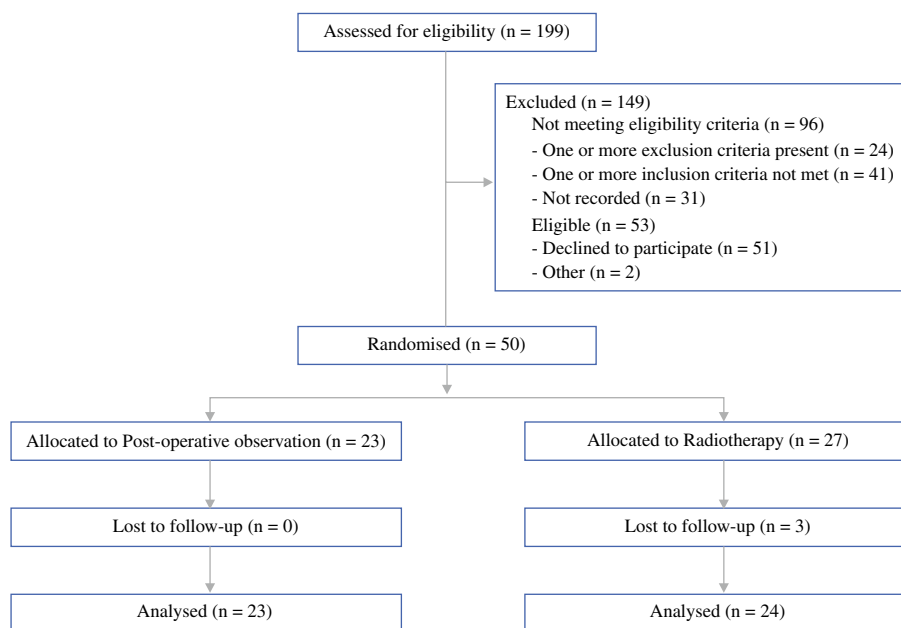 Assessed for eligibility (n = 199)
Excluded (n = 149)
Not meeting eligibility criteria (n = 96)
- One or more exclusion criteria present (n = 24)
- One or more inclusion criteria not met (n = 41)
- Not recorded (n = 31)
Eligible (n = 53)
- Declined to participate (n = 51)
- Other (n = 2)
Randomised (n = 50)
Allocated to Post-operative observation (n = 23)
Allocated to Radiotherapy (n = 27)
Lost to follow-up (n = 0)
Lost to follow-up (n = 3)
Analysed (n = 23)
Analysed (n = 24)